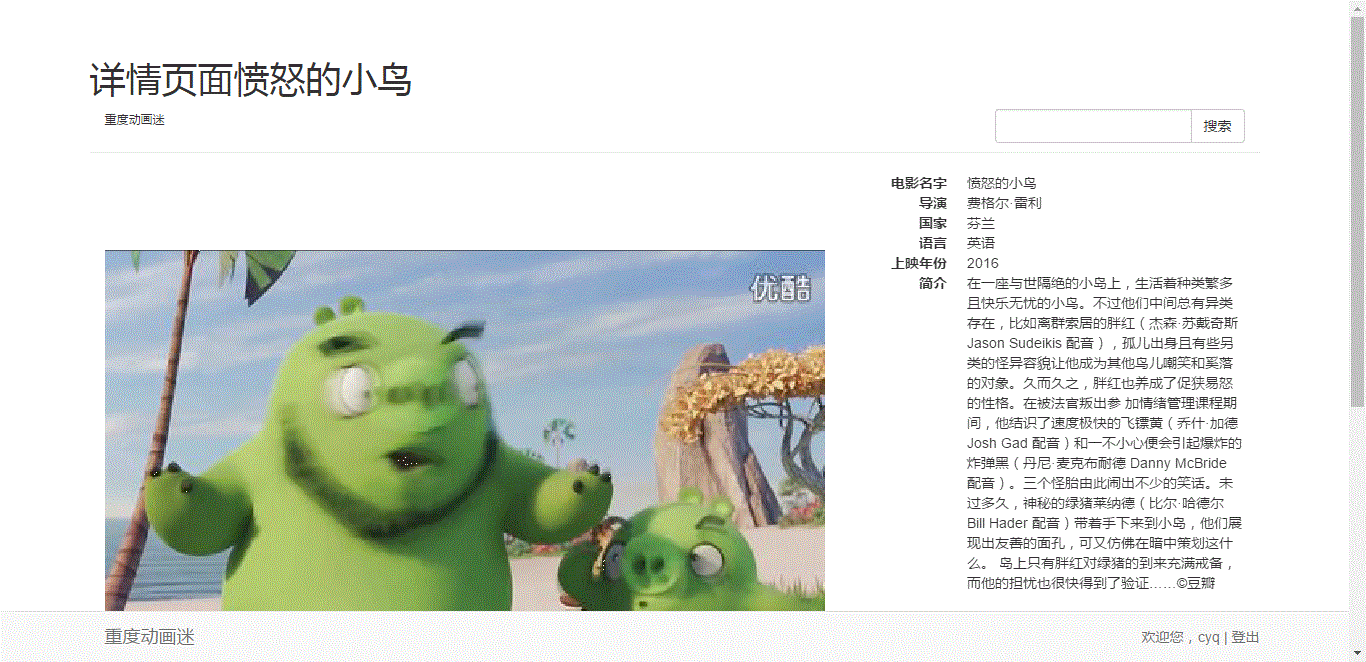 详情页面愤怒的小鸟
重度动画迷
搜索
电影名字 愤怒的小鸟
导演 费格尔·雷利
国家 芬兰
语言 英语
上映年份 2016
简介 在一座与世隔绝的小鸟上，生活着种类繁多
且快乐无忧的小鸟。不过他们中间总有异类
存在，比如离群索居的胖红（杰森·苏戴奇斯
Jason Sudeikis 配音），孤儿出身且有些另
类的怪异容貌让他成为其他鸟儿嘲笑和奚落
的对象。久而久之，胖红也养成了促狭易怒
的性格。在被法官叛出参 加情绪管理课程期
间，他结识了速度极快的飞镖黄（乔什·加德
Josh Gad 配音）和一不小心便会引起爆炸的
炸弹黑（丹尼·麦克布耐德 Danny McBride
配音）。三个怪胎由此闹出不少的笑话。未
过多久，神秘的绿猪莱纳德（比尔·哈德尔
Bill Hader 配音）带着手下来到小鸟，他们展
现出友善的面孔，可又仿佛在暗中策划这什
么。 岛上只有胖红对绿猪的到来充满戒备，
而他的担忧也很快得到了验证……©豆瓣
优酷
重度动画迷
欢迎您，cyq | 登出